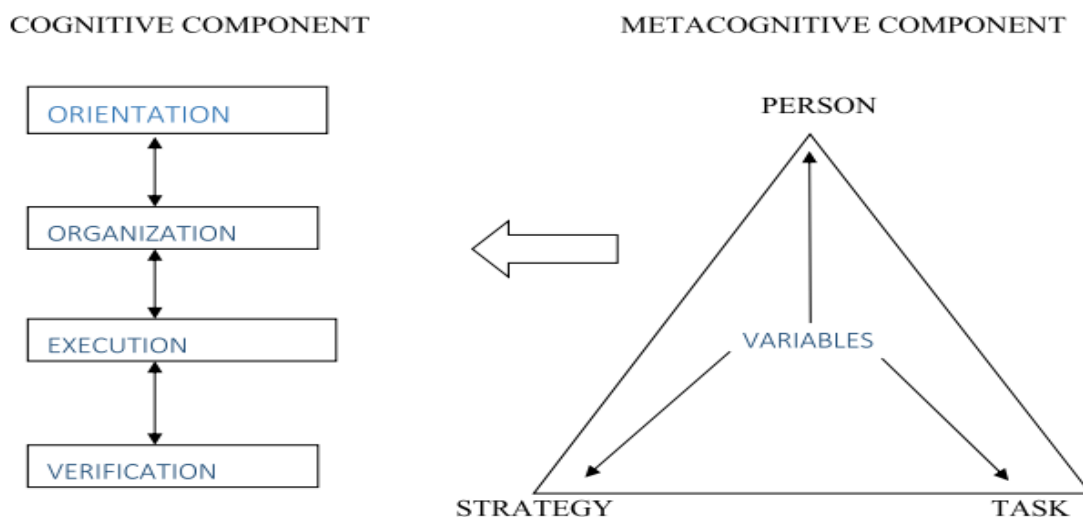 COGNITIVE COMPONENT
METACOGNITIVE COMPONENT
ORIENTATION
ORGANIZATION
EXECUTION
VERIFICATION
PERSON
VARIABLES
STRATEGY
TASK